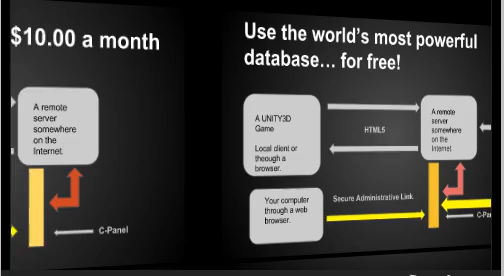 $10.00 a month
A remote
server
somewhere
on the
Internet.
C-Panel
Use the world's most powerful
database... for free!
A UNITY3D
Game
Local client or
theough a
browser.
HTML5
A remote
server
somewhere
on the
Internet
Your computer
through a web
browser.
Secure Administrative Link